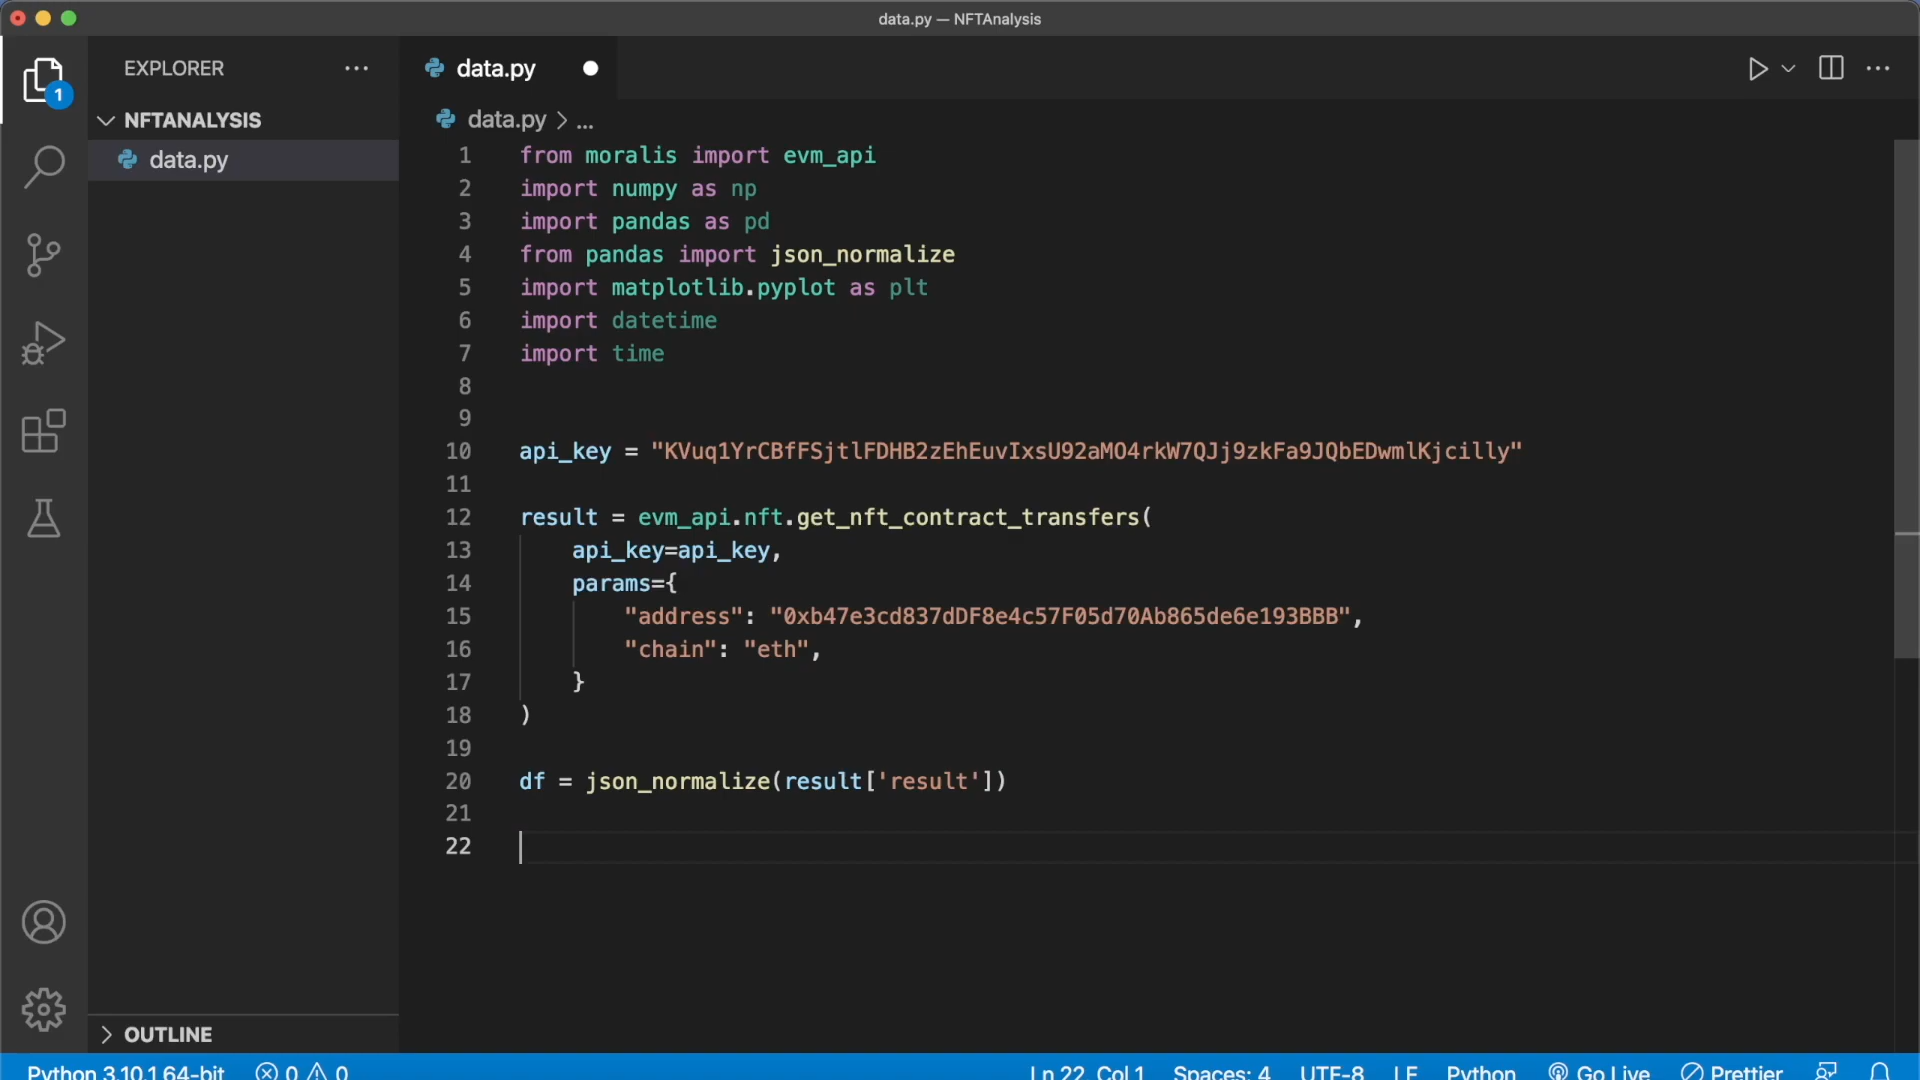 data.py — NFTAnalysis
EXPLORER
data.py
1
NFTANALYSIS
data.py > ...
data.py
1 from moralis import evm_api
2 import numpy as np
3 import pandas as pd
4 from pandas import json_normalize
5 import matplotlib.pyplot as plt
6 import datetime
7 import time
8
9
10 api_key = "KVuq1YrCBfFSjtlFDHB2zEhEuvIxsU92aMO4rkW7QJj9zkFa9JQbEDwmlKjcilly"
11
12 result = evm_api.nft.get_nft_contract_transfers(
13 api_key=api_key,
14 params={
15 "address": "0xb47e3cd837dDF8e4c57F05d70Ab865de6e193BBB",
16 "chain": "eth",
17 }
18 )
19
20 df = json_normalize(result['result'])
21
22
OUTLINE
Python 3.10.1 64-bit 0 0 Ln 22, Col 1 Spaces: 4 UTF-8 LF Python Go Live Prettier